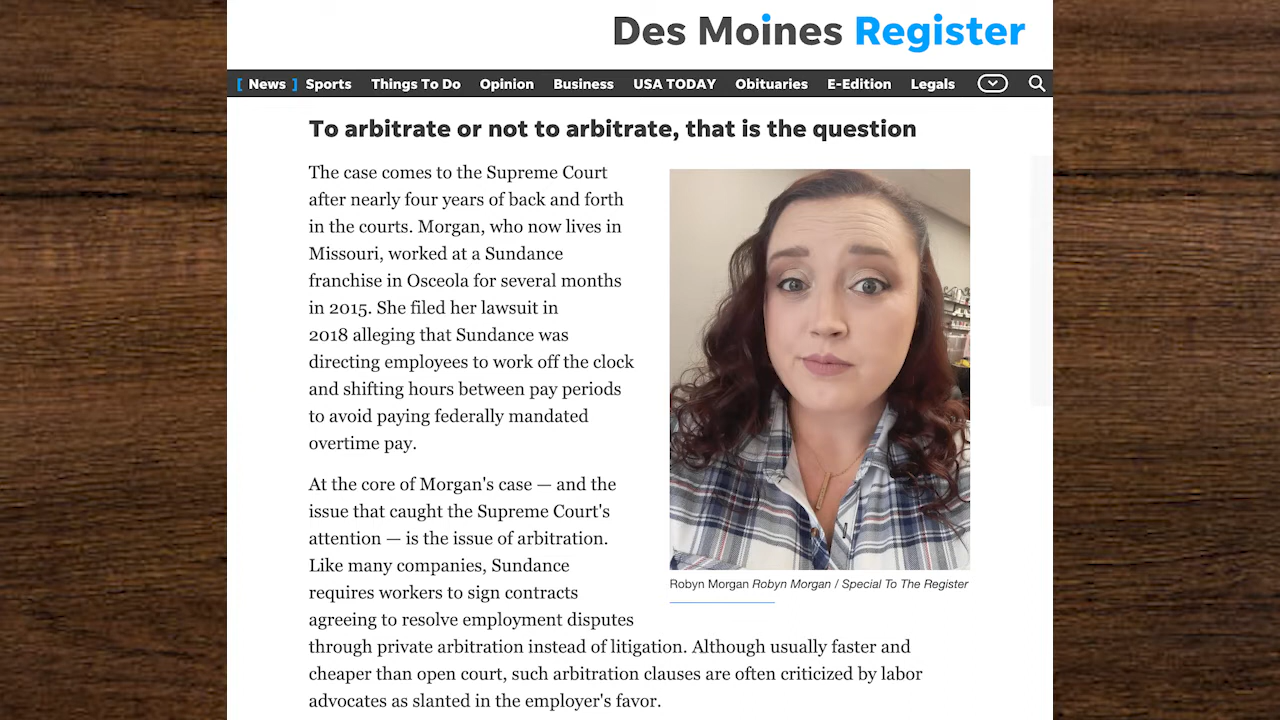 Des Moines Register
[ News ] Sports Things To Do Opinion Business USA TODAY Obituaries E-Edition Legals
To arbitrate or not to arbitrate, that is the question
The case comes to the Supreme Court
after nearly four years of back and forth
in the courts. Morgan, who now lives in
Missouri, worked at a Sundance
franchise in Osceola for several months
in 2015. She filed her lawsuit in
2018 alleging that Sundance was
directing employees to work off the clock
and shifting hours between pay periods
to avoid paying federally mandated
overtime pay.
At the core of Morgan's case — and the
issue that caught the Supreme Court's
attention — is the issue of arbitration.
Like many companies, Sundance
requires workers to sign contracts
agreeing to resolve employment disputes
through private arbitration instead of litigation. Although usually faster and
cheaper than open court, such arbitration clauses are often criticized by labor
advocates as slanted in the employer's favor.
Robyn Morgan Robyn Morgan / Special To The Register